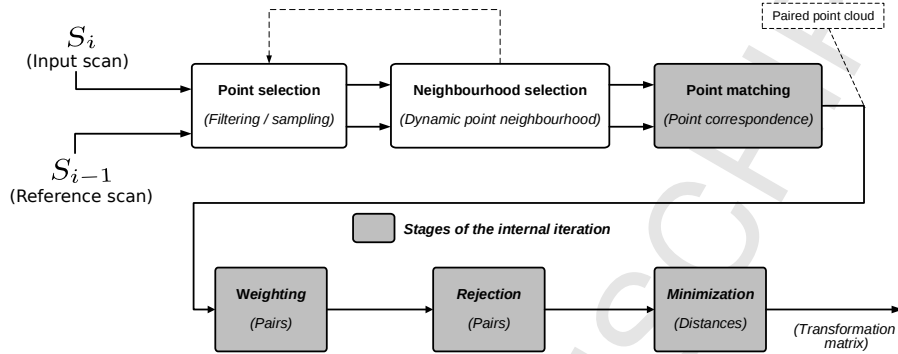 Paired point cloud
S_i
(Input scan)
Point selection
(Filtering / sampling)
Neighbourhood selection
(Dynamic point neighbourhood)
Point matching
(Point correspondence)
S_{i-1}
(Reference scan)
Stages of the internal iteration
Weighting
(Pairs)
Rejection
(Pairs)
Minimization
(Distances)
(Transformation
matrix)